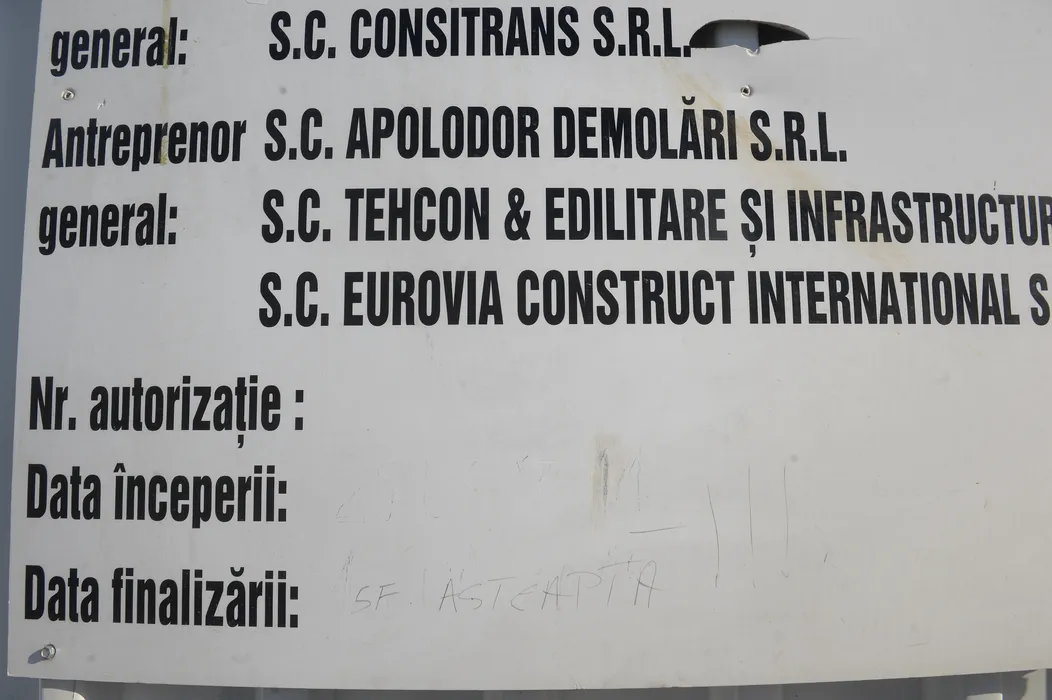 general: S.C. CONSITRANS S.R.L.
Antreprenor S.C. APOLODOR DEMOLĂRI S.R.L.
general: S.C. TEHCON & EDILITARE ȘI INFRASTRUCTUR
S.C. EUROVIA CONSTRUCT INTERNATIONAL S
Nr. autorizație :
Data începerii:
Data finalizării: SF. AȘTEAPTĂ !!!